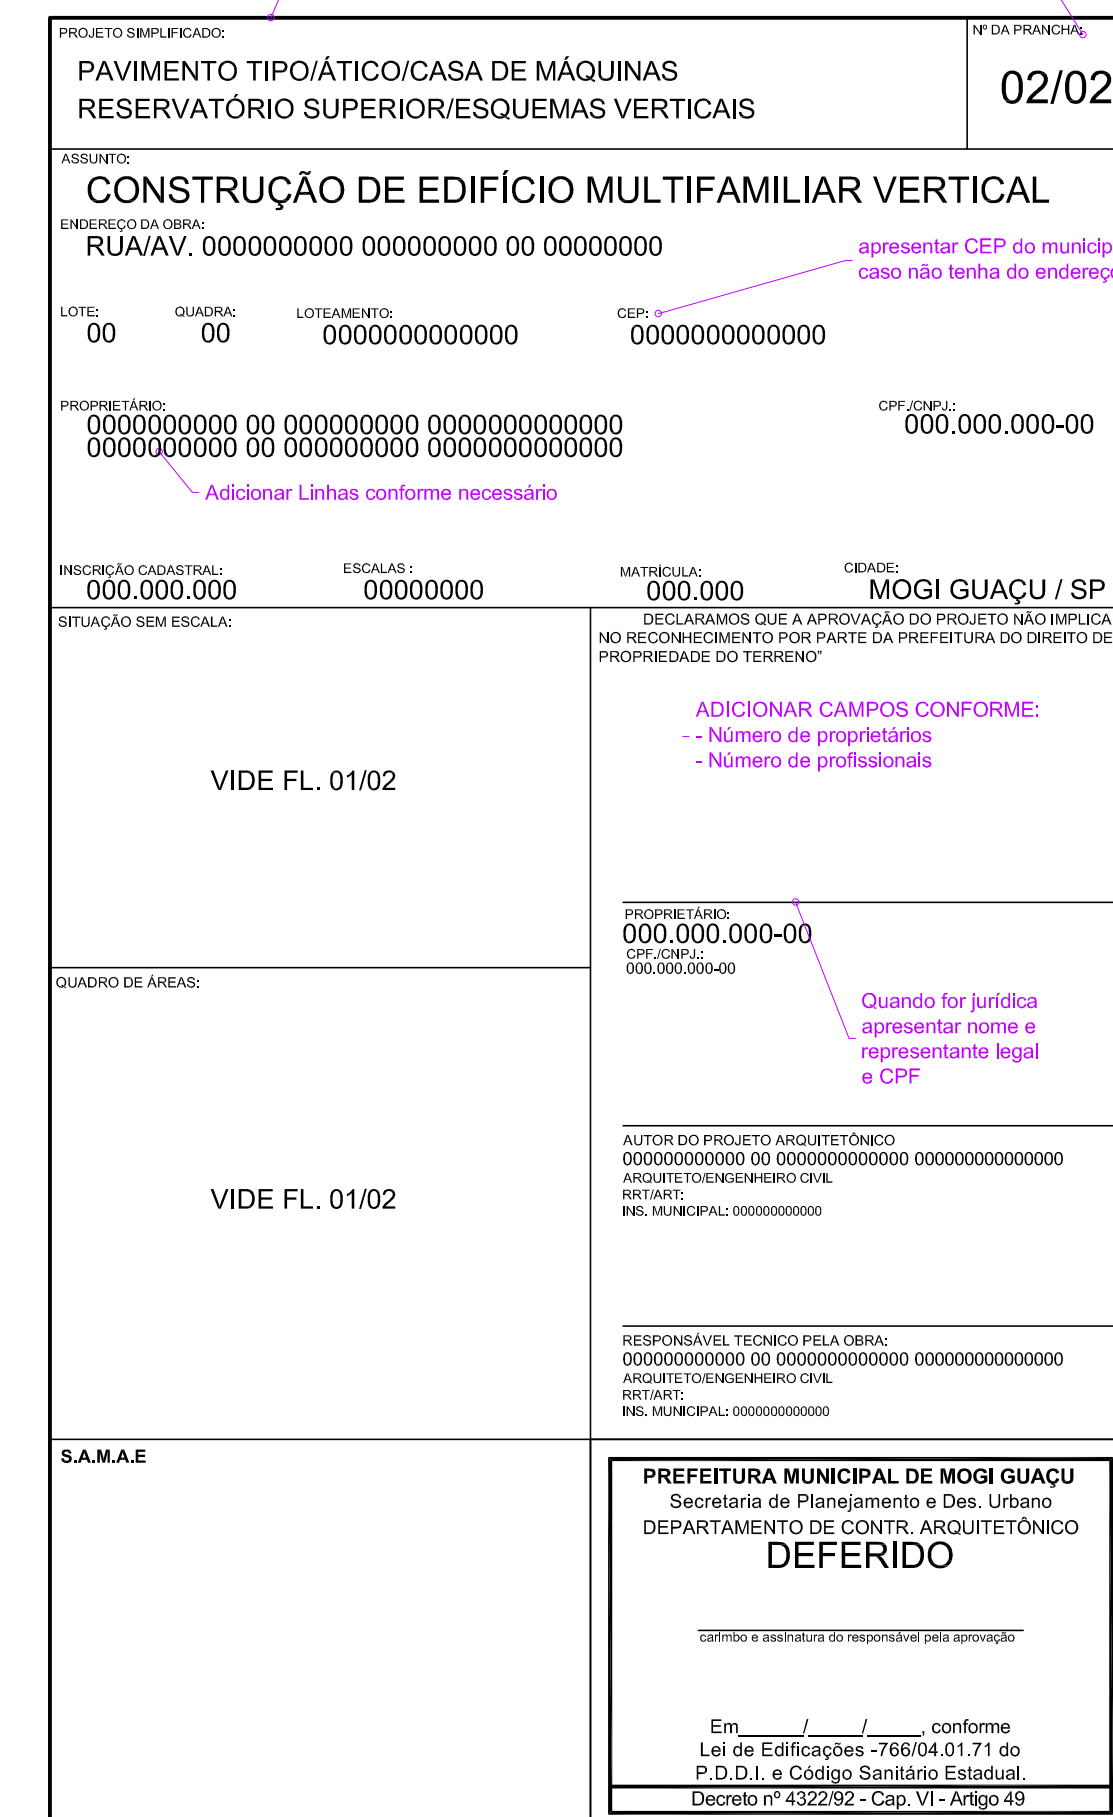 PROJETO SIMPLIFICADO:
PAVIMENTO TIPO/ÁTICO/CASA DE MÁQUINAS
RESERVATÓRIO SUPERIOR/ESQUEMAS VERTICAIS
Nº DA PRANCHA:
02/02
ASSUNTO:
CONSTRUÇÃO DE EDIFÍCIO MULTIFAMILIAR VERTICAL
ENDEREÇO DA OBRA:
RUA/AV. 0000000000 000000000 00 00000000
apresentar CEP do municip
caso não tenha do endereço
LOTE: QUADRA: LOTEAMENTO: CEP:
00 00 0000000000000 0000000000000
PROPRIETÁRIO: CPF./CNPJ.:
0000000000 00 000000000 0000000000000 000.000.000-00
0000000000 00 000000000 0000000000000
Adicionar Linhas conforme necessário
INSCRIÇÃO CADASTRAL: ESCALAS : MATRÍCULA: CIDADE:
000.000.000 00000000 000.000 MOGI GUAÇU / SP
SITUAÇÃO SEM ESCALA:
VIDE FL. 01/02
DECLARAMOS QUE A APROVAÇÃO DO PROJETO NÃO IMPLICA
NO RECONHECIMENTO POR PARTE DA PREFEITURA DO DIREITO DE
PROPRIEDADE DO TERRENO”
ADICIONAR CAMPOS CONFORME:
- Número de proprietários
- Número de profissionais
PROPRIETÁRIO:
000.000.000-00
CPF./CNPJ.:
000.000.000-00
Quando for jurídica
apresentar nome e
representante legal
e CPF
QUADRO DE ÁREAS:
VIDE FL. 01/02
AUTOR DO PROJETO ARQUITETÔNICO
000000000000 00 0000000000000 000000000000000
ARQUITETO/ENGENHEIRO CIVIL
RRT/ART:
INS. MUNICIPAL: 000000000000
RESPONSÁVEL TECNICO PELA OBRA:
000000000000 00 0000000000000 000000000000000
ARQUITETO/ENGENHEIRO CIVIL
RRT/ART:
INS. MUNICIPAL: 0000000000000
S.A.M.A.E
PREFEITURA MUNICIPAL DE MOGI GUAÇU
Secretaria de Planejamento e Des. Urbano
DEPARTAMENTO DE CONTR. ARQUITETÔNICO
DEFERIDO
carimbo e assinatura do responsável pela aprovação
Em______/_____/_____, conforme
Lei de Edificações -766/04.01.71 do
P.D.D.I. e Código Sanitário Estadual.
Decreto nº 4322/92 - Cap. VI - Artigo 49